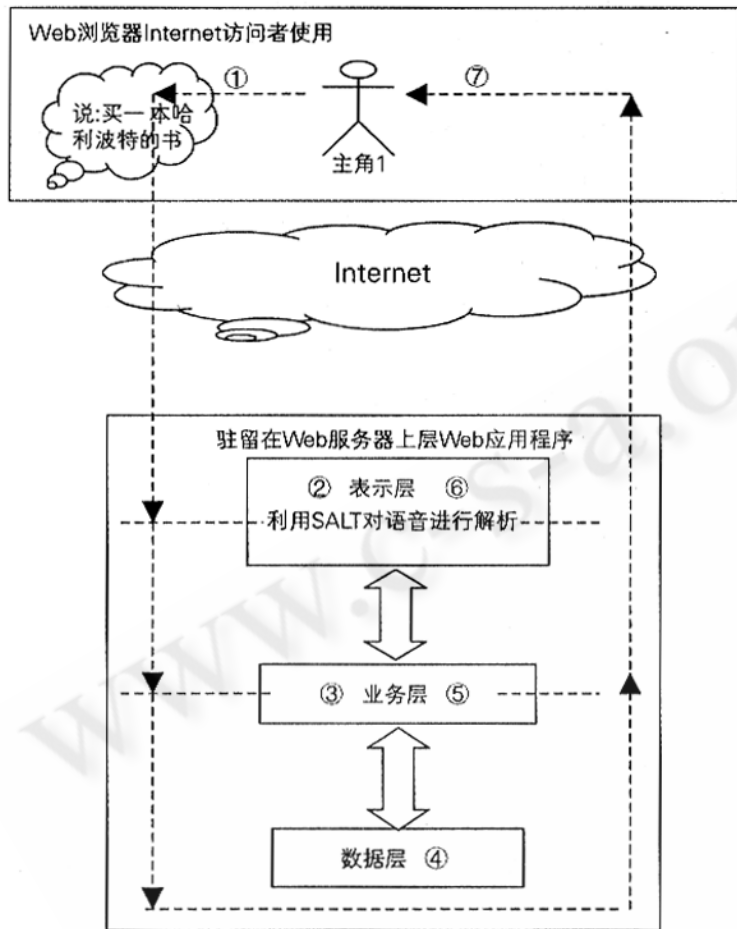 Web浏览器Internet访问者使用
① ⑦
说:买一本哈
利波特的书
主角1
Internet
驻留在Web服务器上层Web应用程序
② 表示层 ⑥
利用SALT对语音进行解析
③ 业务层 ⑤
数据层 ④